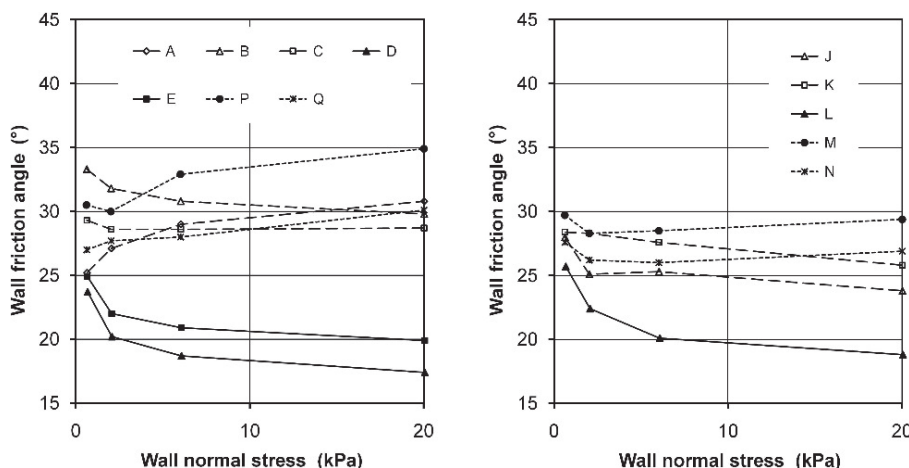 45
40
35
30
25
20
15
Wall friction angle (°)
A B C D
E P Q
0 10 20
Wall normal stress (kPa)
45
40
35
30
25
20
15
Wall friction angle (°)
J
K
L
M
N
0 10 20
Wall normal stress (kPa)